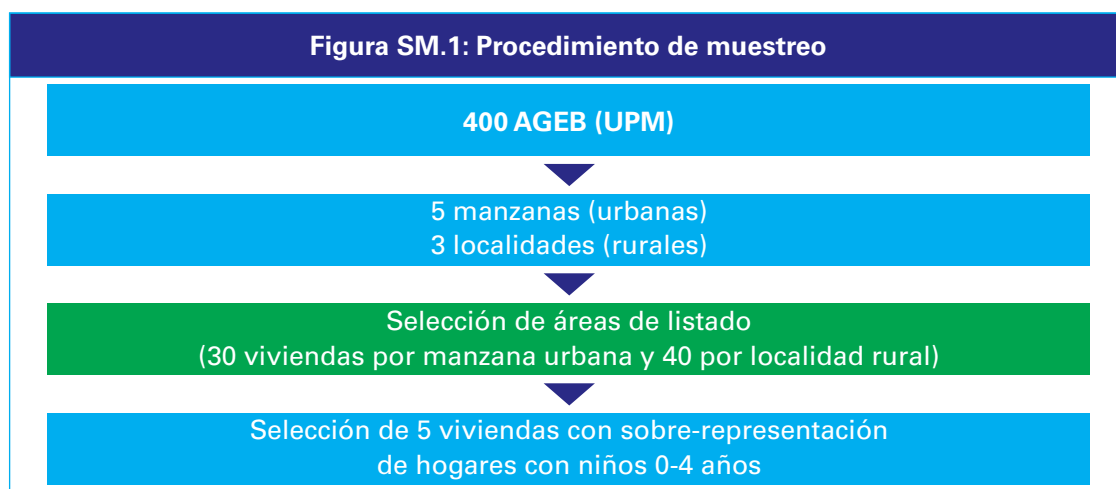 Figura SM.1: Procedimiento de muestreo
400 AGEB (UPM)
5 manzanas (urbanas)
3 localidades (rurales)
Selección de áreas de listado
(30 viviendas por manzana urbana y 40 por localidad rural)
Selección de 5 viviendas con sobre-representación
de hogares con niños 0-4 años